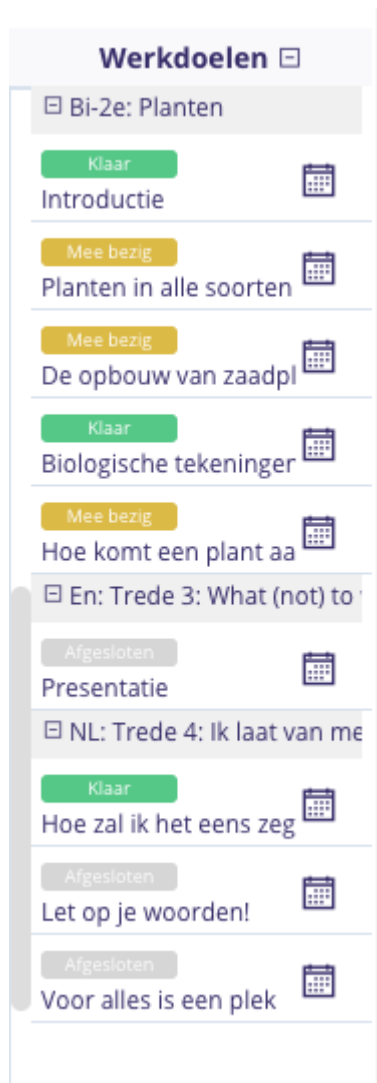 Werkdoelen
Bi-2e: Planten
Klaar
Introductie
Mee bezig
Planten in alle soorten
Mee bezig
De opbouw van zaadpl
Klaar
Biologische tekeninger
Mee bezig
Hoe komt een plant aa
En: Trede 3: What (not) to
Afgesloten
Presentatie
NL: Trede 4: Ik laat van me
Klaar
Hoe zal ik het eens zeg
Afgesloten
Let op je woorden!
Afgesloten
Voor alles is een plek